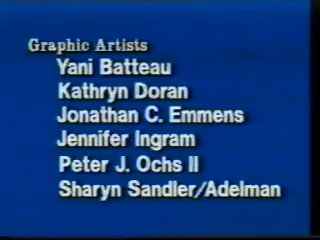 Graphic Artists
Yani Batteau
Kathryn Doran
Jonathan C. Emmens
Jennifer Ingram
Peter J. Ochs II
Sharyn Sandler/Adelman